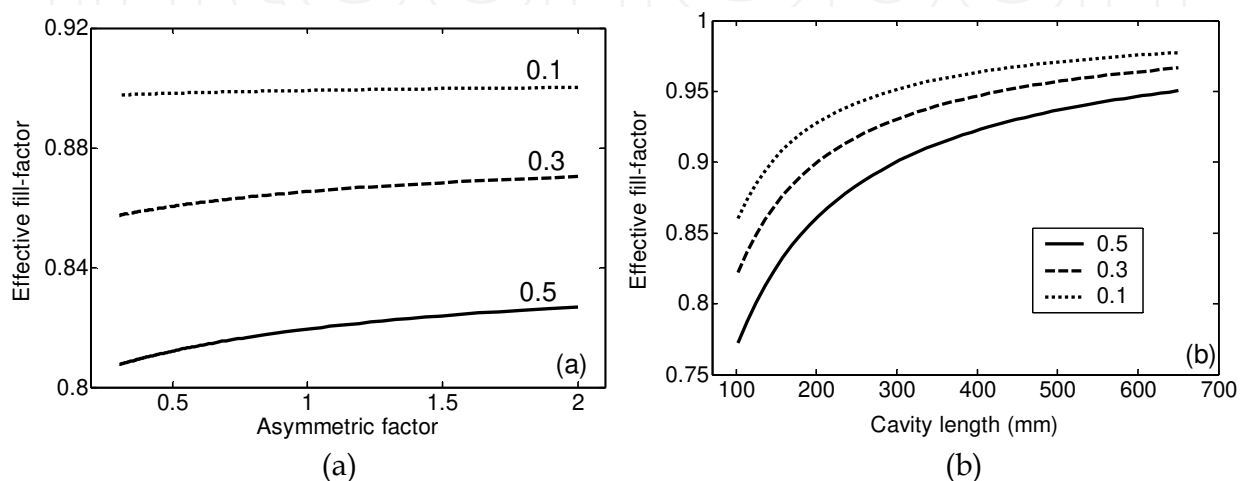 0.92
0.88
0.84
0.8
Effective fill-factor
0.1
0.3
0.5
(a)
0.5 1 1.5 2
Asymmetric factor
(a)
1
0.95
0.9
0.85
0.8
0.75
Effective fill-factor
0.5
0.3
0.1
(b)
100 200 300 400 500 600 700
Cavity length (mm)
(b)